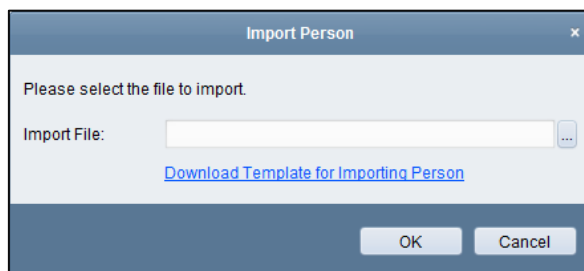 Import Person ×
Please select the file to import.
Import File: ...
Download Template for Importing Person
OK Cancel